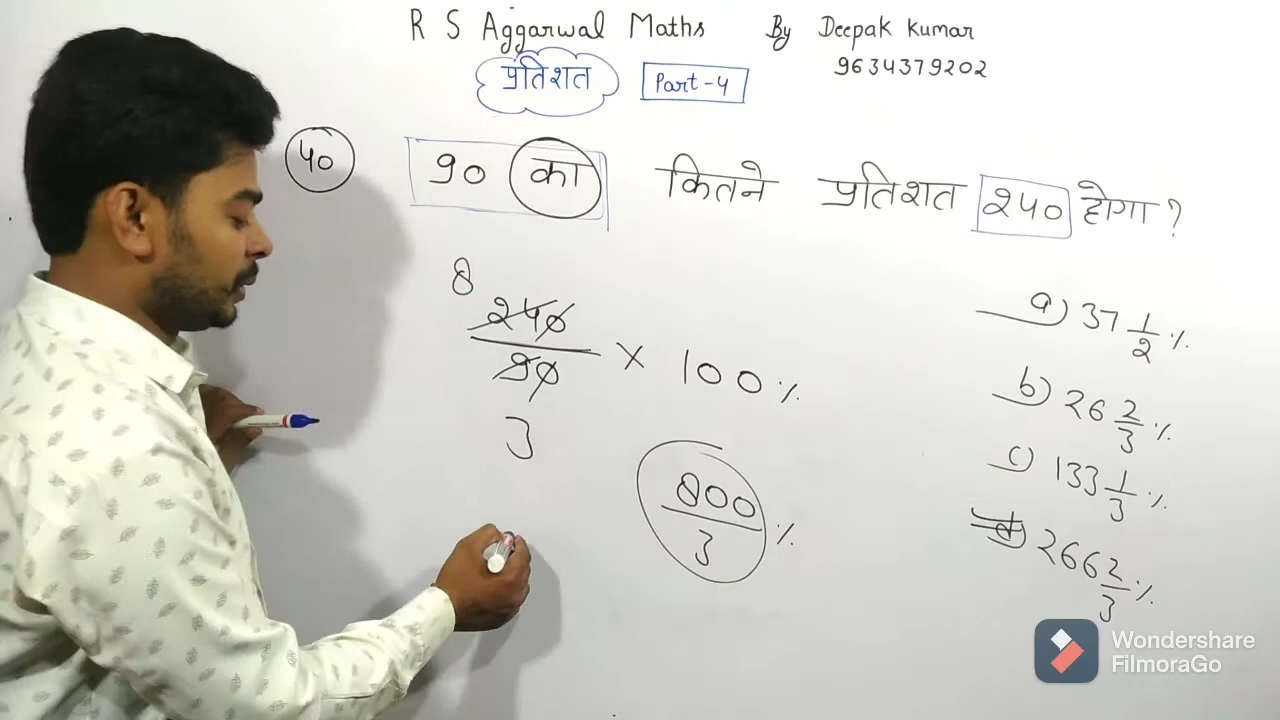 R S Aggarwal Maths By Deepak Kumar
9634379202
प्रतिशत Part-4
40 90 का कितने प्रतिशत 240 होगा ?
8
240
90
3
× 100 %
800
3
%
a) 37 1/2 %
b) 26 2/3 %
c) 133 1/3 %
d) 266 2/3 %
Wondershare
FilmoraGo